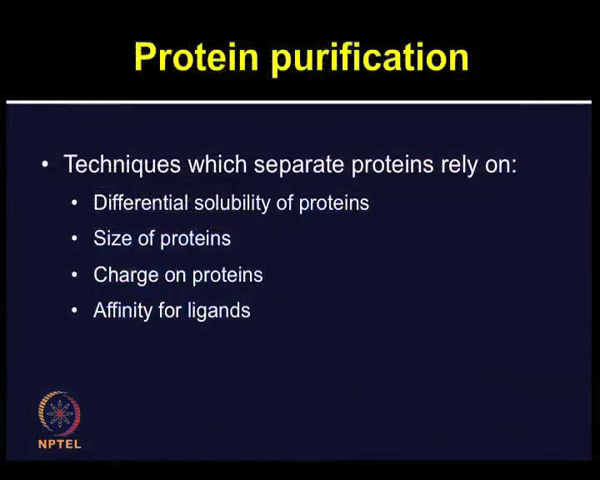 Protein purification
• Techniques which separate proteins rely on:
• Differential solubility of proteins
• Size of proteins
• Charge on proteins
• Affinity for ligands
NPTEL